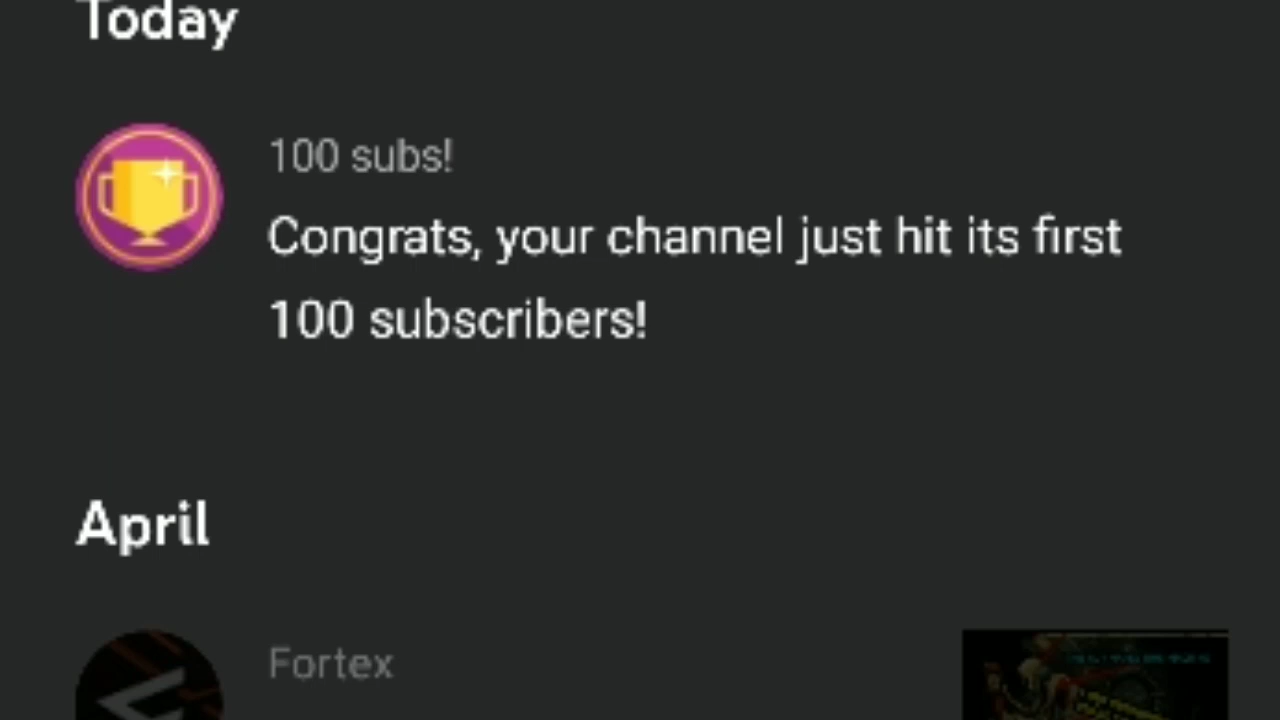 Today
100 subs!
Congrats, your channel just hit its first
100 subscribers!
April
Fortex